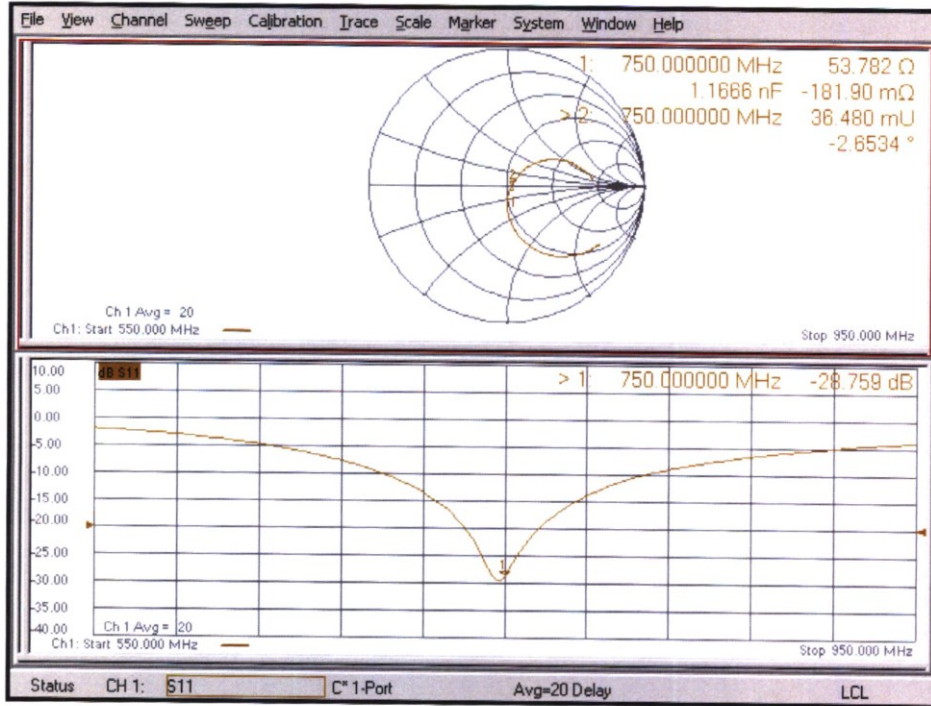 File View Channel Sweep Calibration Trace Scale Marker System Window Help
1: 750.000000 MHz 53.782 Ω
1.1666 nF -181.90 mΩ
> 2: 750.000000 MHz 36.480 mU
-2.6534 °
Ch 1 Avg = 20
Ch1: Start 550.000 MHz
Stop 950.000 MHz
10.00
dB S11
> 1: 750.000000 MHz -28.759 dB
5.00
0.00
-5.00
-10.00
-15.00
-20.00
-25.00
1
-30.00
-35.00
-40.00
Ch 1 Avg = 20
Ch1: Start 550.000 MHz
Stop 950.000 MHz
Status CH 1: S11 C* 1-Port Avg=20 Delay LCL